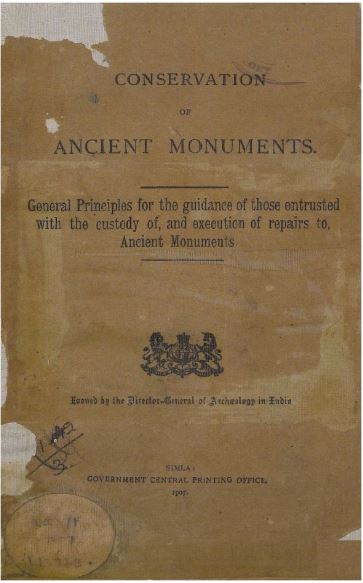 CONSERVATION
OF
ANCIENT MONUMENTS.
General Principles for the guidance of those entrusted
with the custody of, and execution of repairs to,
Ancient Monuments
Issued by the Director-General of Archæology in India
SIMLA:
GOVERNMENT CENTRAL PRINTING OFFICE.
1907.